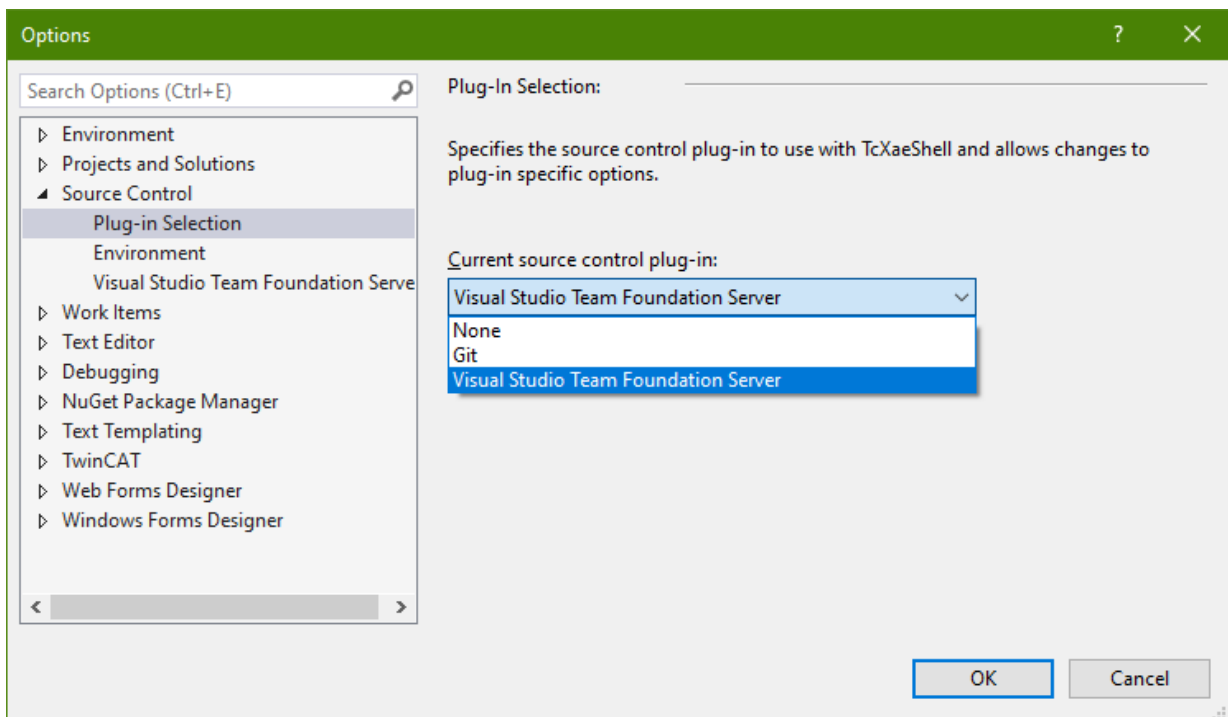 Options
Search Options (Ctrl+E)
Environment
Projects and Solutions
Source Control
Plug-in Selection
Environment
Visual Studio Team Foundation Serve
Work Items
Text Editor
Debugging
NuGet Package Manager
Text Templating
TwinCAT
Web Forms Designer
Windows Forms Designer
Plug-In Selection:
Specifies the source control plug-in to use with TcXaeShell and allows changes to
plug-in specific options.
Current source control plug-in:
Visual Studio Team Foundation Server
None
Git
Visual Studio Team Foundation Server
OK
Cancel